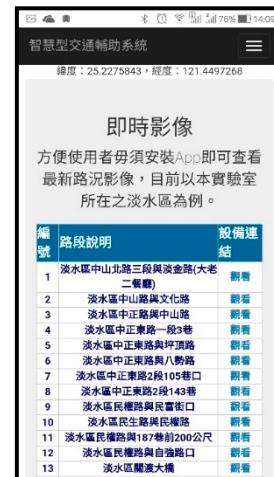 76% 14:09
智慧型交通輔助系統
緯度：25.2275843，經度：121.4497268
即時影像
方便使用者毋須安裝App即可查看
最新路況影像，目前以本實驗室
所在之淡水區為例。
編號 路段說明 設備連結
1 淡水區中山北路三段與淡金路(大老二餐廳) 觀看
2 淡水區中山路與文化路 觀看
3 淡水區中正路與中山路 觀看
4 淡水區中正東路一段3巷 觀看
5 淡水區中正東路與坪頂路 觀看
6 淡水區中正東路與八勢路 觀看
7 淡水區中正東路2段105巷口 觀看
8 淡水區中正東路2段143巷 觀看
9 淡水區民權路與民富街口 觀看
10 淡水區民生路與民權路 觀看
11 淡水區民權路與187巷前200公尺 觀看
12 淡水區民權路與自強路口 觀看
13 淡水區關渡大橋 觀看